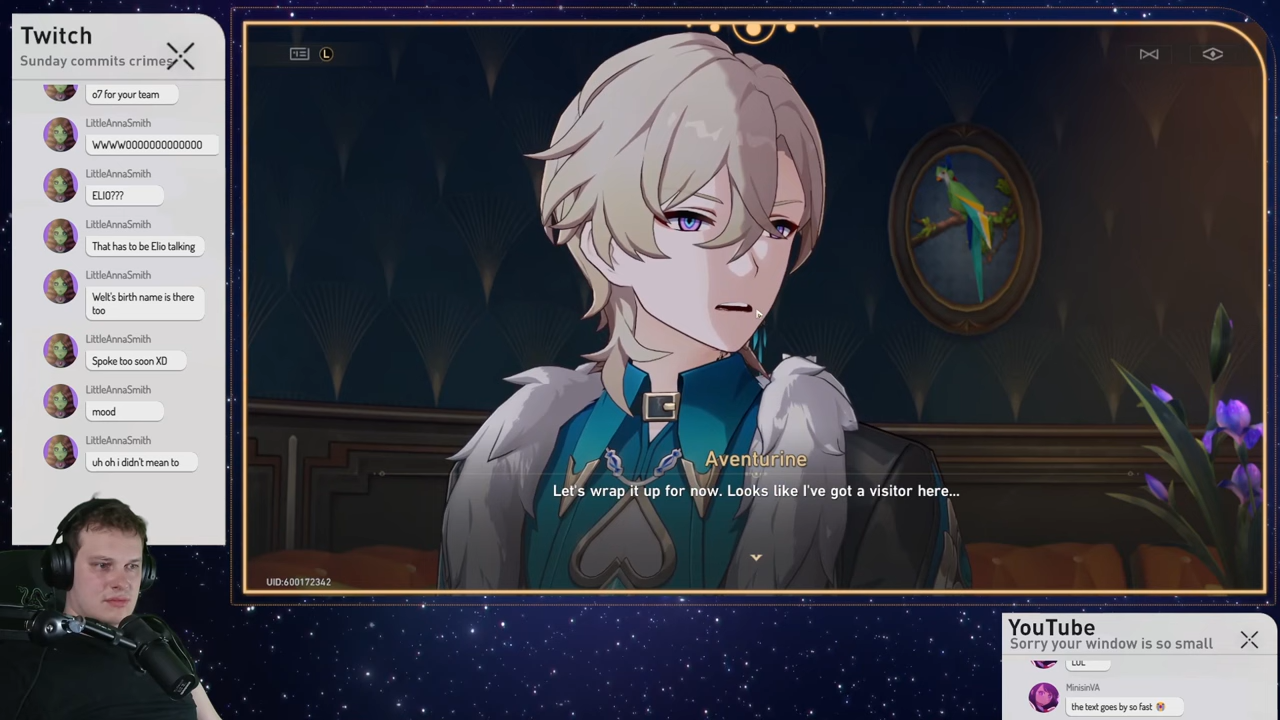 Twitch
Sunday commits crimes
o7 for your team
LittleAnnaSmith
WWWW0000000000000
LittleAnnaSmith
ELIO???
LittleAnnaSmith
That has to be Elio talking
LittleAnnaSmith
Welt's birth name is there
too
LittleAnnaSmith
Spoke too soon XD
LittleAnnaSmith
mood
LittleAnnaSmith
uh oh i didn't mean to
L
Aventurine
Let's wrap it up for now. Looks like I've got a visitor here...
UID:600172342
YouTube
Sorry your window is so small
LUL
MinisinVA
the text goes by so fast